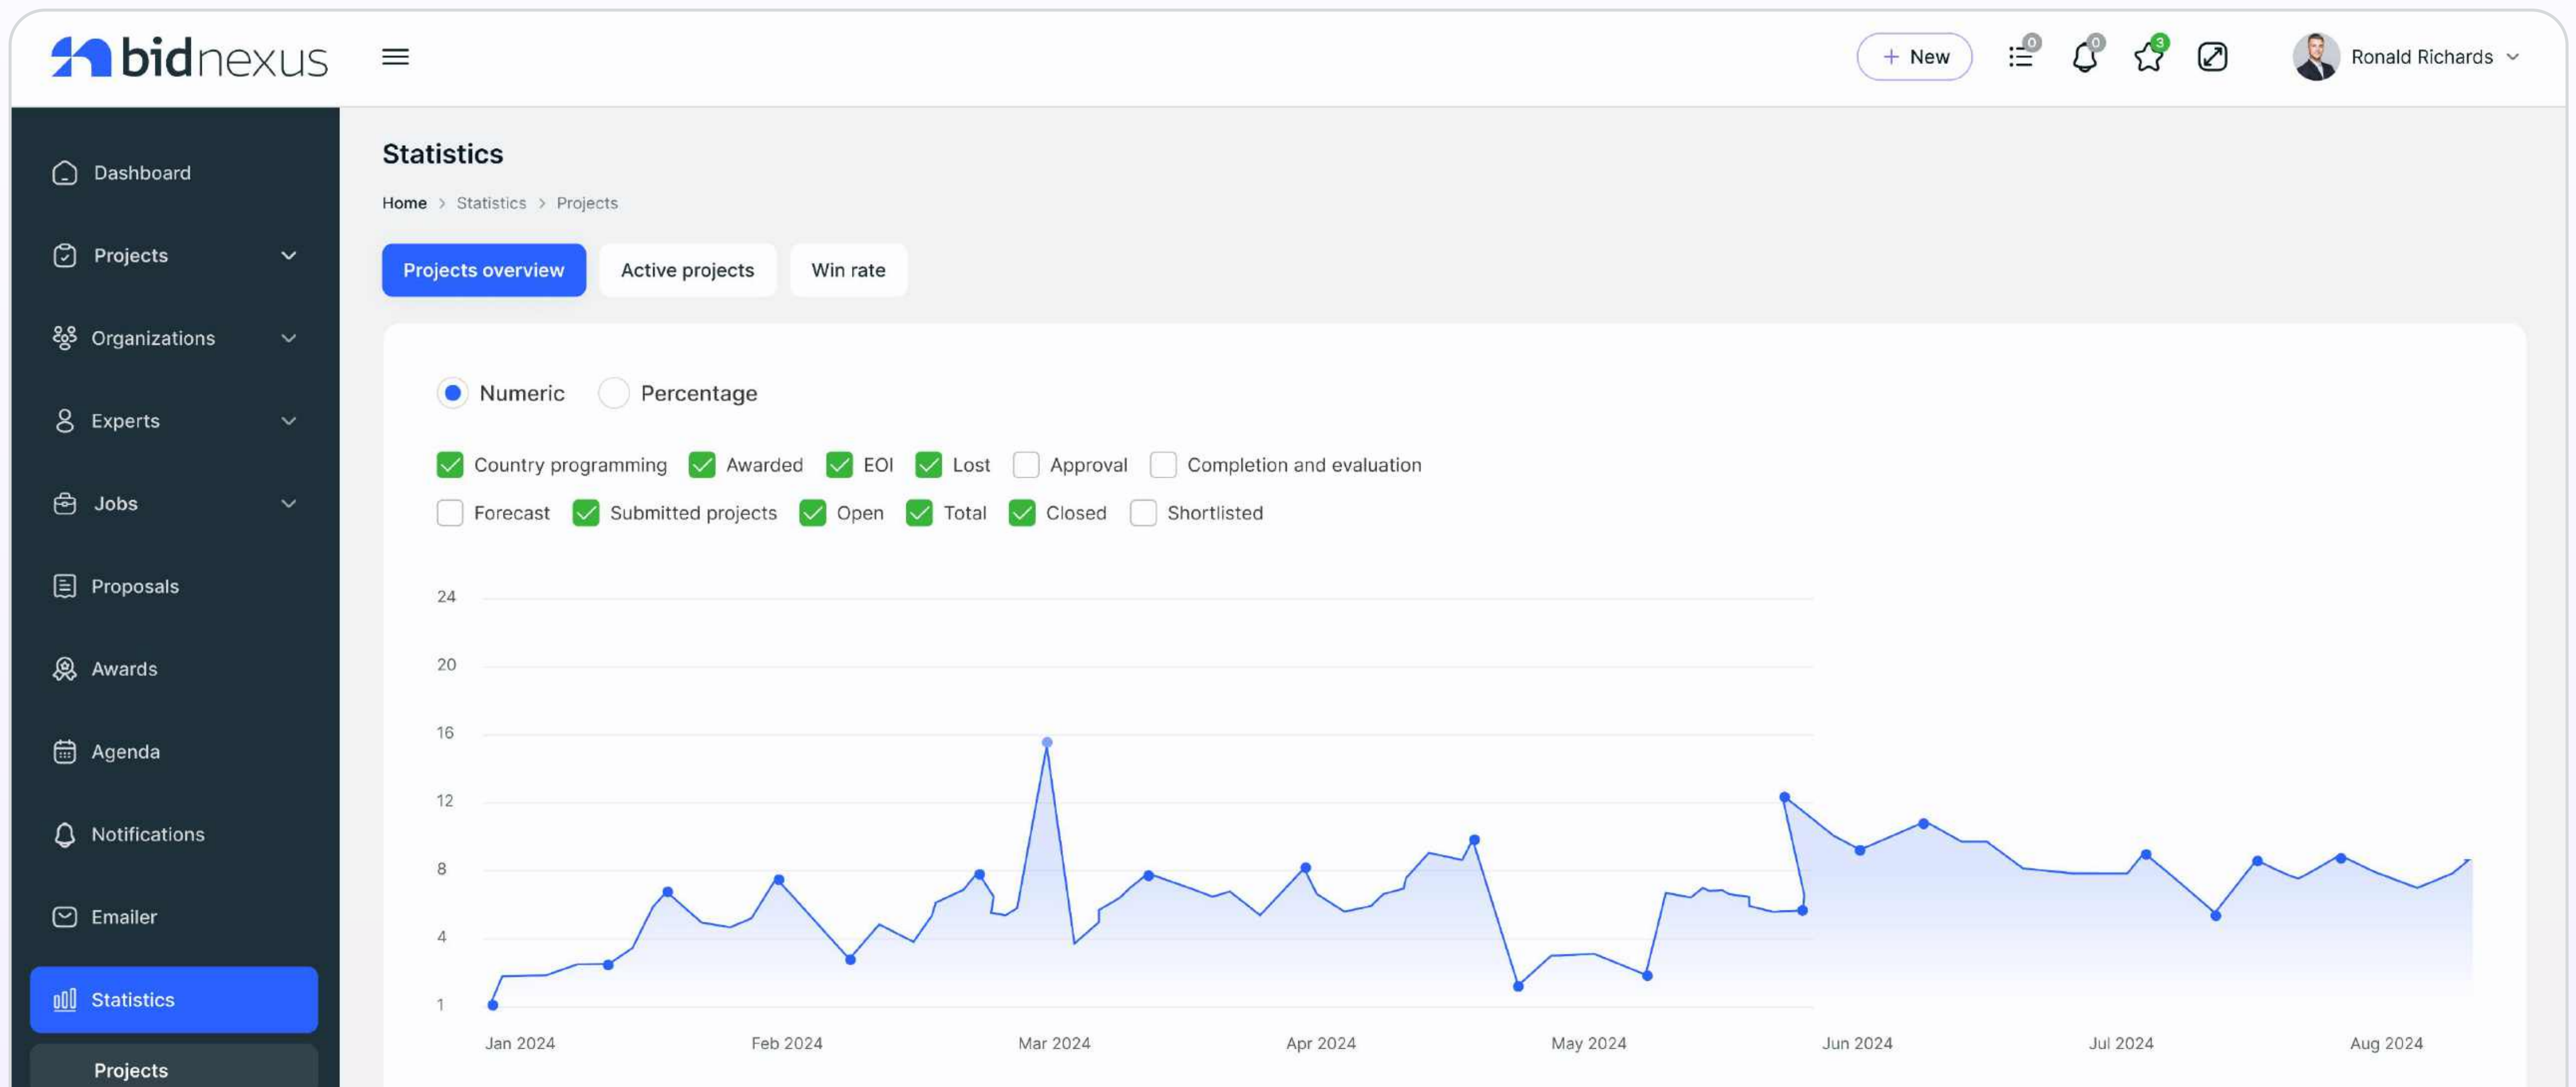 bidnexus
+ New
0
0
3
Ronald Richards
Dashboard
Projects
Organizations
Experts
Jobs
Proposals
Awards
Agenda
Notifications
Emailer
Statistics
Projects
Statistics
Home > Statistics > Projects
Projects overview
Active projects
Win rate
Numeric
Percentage
Country programming
Awarded
EOI
Lost
Approval
Completion and evaluation
Forecast
Submitted projects
Open
Total
Closed
Shortlisted
24
20
16
12
8
4
1
Jan 2024
Feb 2024
Mar 2024
Apr 2024
May 2024
Jun 2024
Jul 2024
Aug 2024